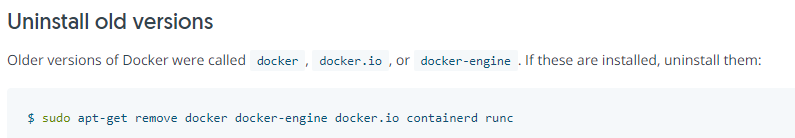 Uninstall old versions
Older versions of Docker were called docker , docker.io , or docker-engine . If these are installed, uninstall them:
$ sudo apt-get remove docker docker-engine docker.io containerd runc